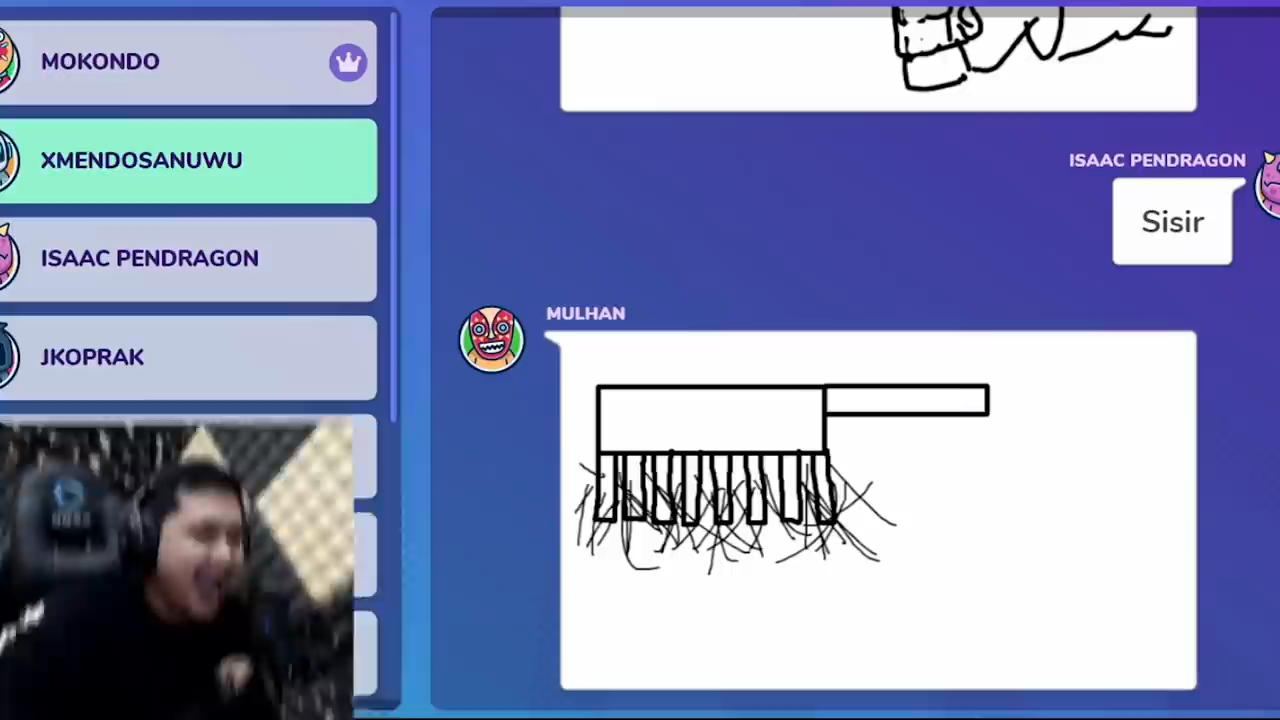 MOKONDO
XMENDOSANUWU
ISAAC PENDRAGON
JKOPRAK
ISAAC PENDRAGON
Sisir
MULHAN